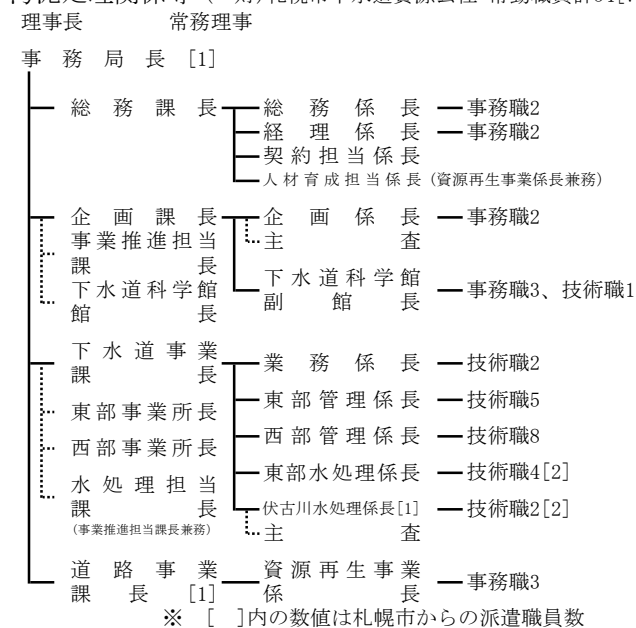 理事長 常務理事
事務局長 [1]
総務課長 総務係長 事務職2
経理係長 事務職2
契約担当係長
人材育成担当係長 (資源再生事業係長兼務)
企画課長 企画係長 事務職2
事業推進担当 主査
課長
下水道科学館 下水道科学館
館長 副館長 事務職3、技術職1
下水道事業
課長 業務係長 技術職2
東部事業所長 東部管理係長 技術職5
西部事業所長 西部管理係長 技術職8
水処理担当 東部水処理係長 技術職4[2]
課長 伏古川水処理係長[1] 技術職2[2]
(事業推進担当課長兼務) 主査
道路事業 資源再生事業
課長 [1] 係長 事務職3
※ [ ]内の数値は札幌市からの派遣職員数